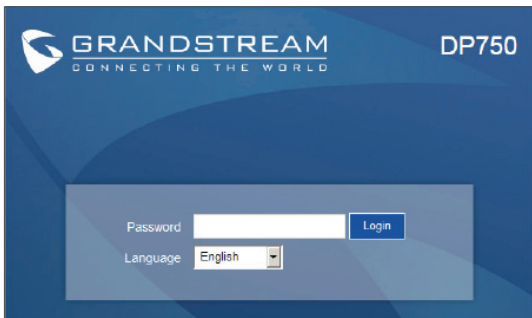 GRANDSTREAM
CONNECTING THE WORLD
DP750
Password
Login
Language
English